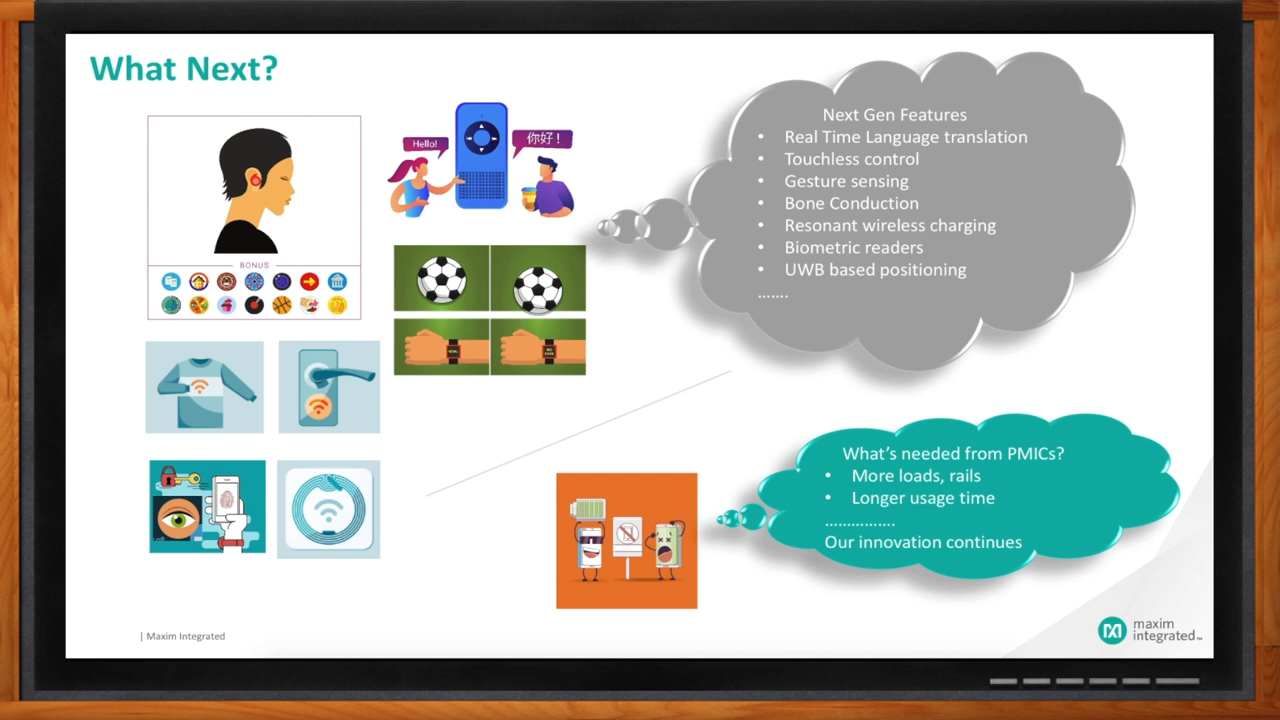 What Next?
Hello!
你好！
BONUS
Next Gen Features
• Real Time Language translation
• Touchless control
• Gesture sensing
• Bone Conduction
• Resonant wireless charging
• Biometric readers
• UWB based positioning
.......
What's needed from PMICs?
• More loads, rails
• Longer usage time
................
Our innovation continues
| Maxim Integrated
maxim
integrated™